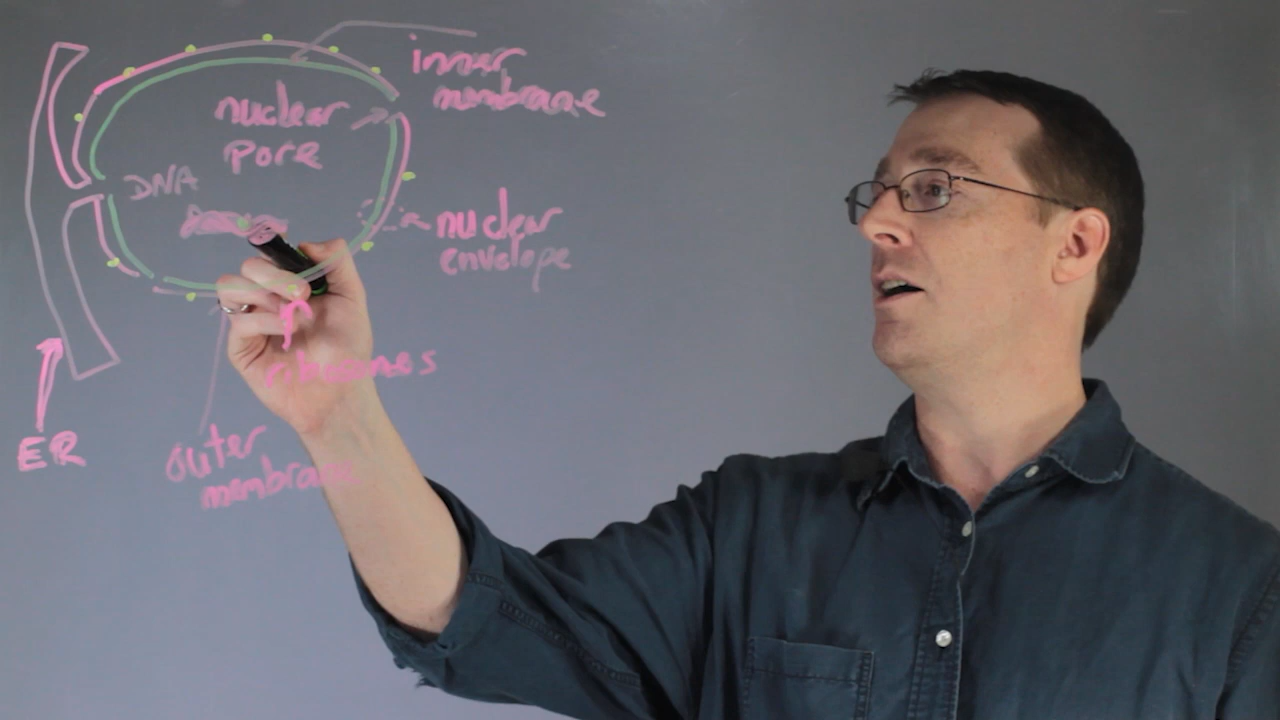 inner
membrane
nuclear
pore
DNA
nuclear
envelope
ribosomes
ER
outer
membrane